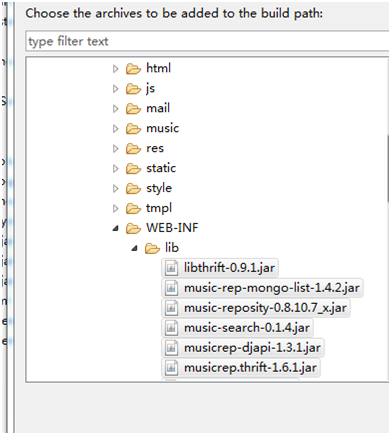 Choose the archives to be added to the build path:
type filter text
html
js
mail
music
res
static
style
tmpl
WEB-INF
lib
libthrift-0.9.1.jar
music-rep-mongo-list-1.4.2.jar
music-reposity-0.8.10.7_x.jar
music-search-0.1.4.jar
musicrep-djapi-1.3.1.jar
musicrep.thrift-1.6.1.jar